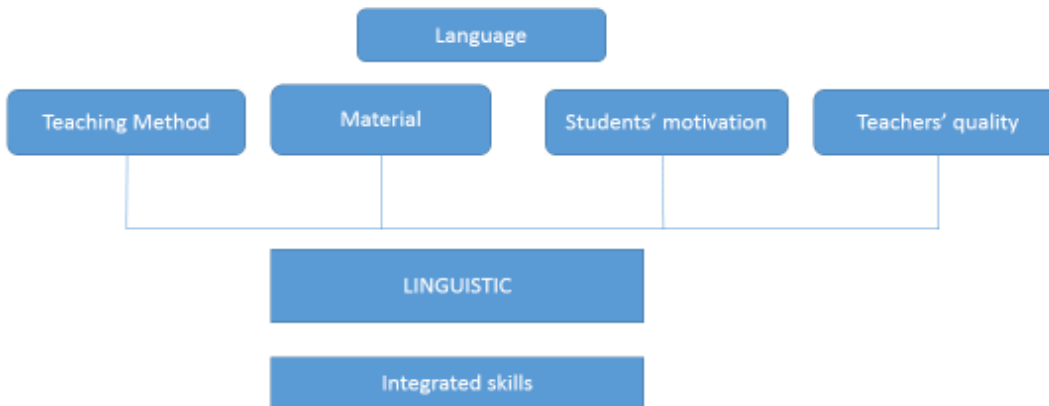 Language
Teaching Method
Material
Students' motivation
Teachers' quality
LINGUISTIC
Integrated skills